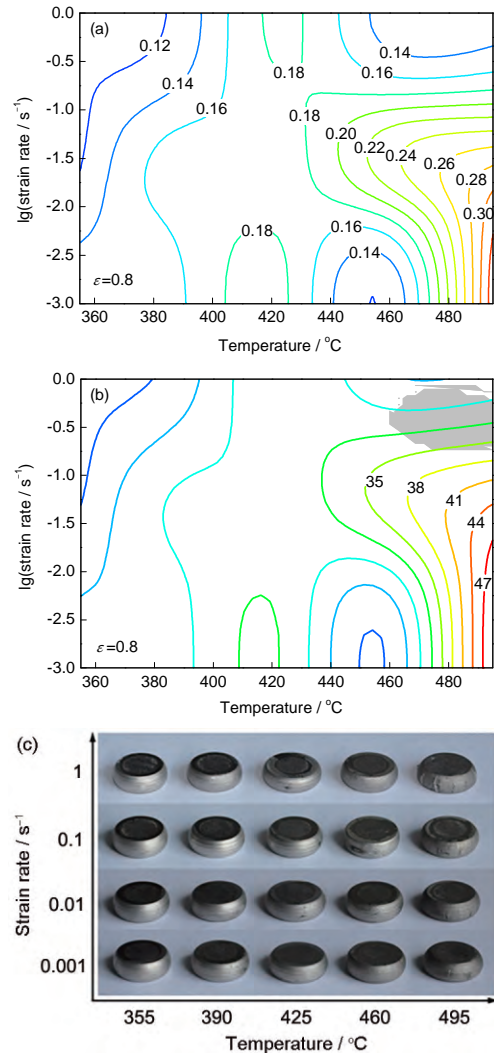 (a)
0.0
-0.5
-1.0
-1.5
-2.0
-2.5
-3.0
lg(strain rate / s⁻¹)
0.12
0.14
0.16
0.18
0.14
0.16
0.18
0.20
0.22
0.24
0.26
0.28
0.30
0.18
0.16
0.14
ε=0.8
360 380 400 420 440 460 480
Temperature / °C
(b)
0.0
-0.5
-1.0
-1.5
-2.0
-2.5
-3.0
lg(strain rate / s⁻¹)
35
38
41
44
47
ε=0.8
360 380 400 420 440 460 480
Temperature / °C
(c)
Strain rate / s⁻¹
1
0.1
0.01
0.001
355 390 425 460 495
Temperature / °C